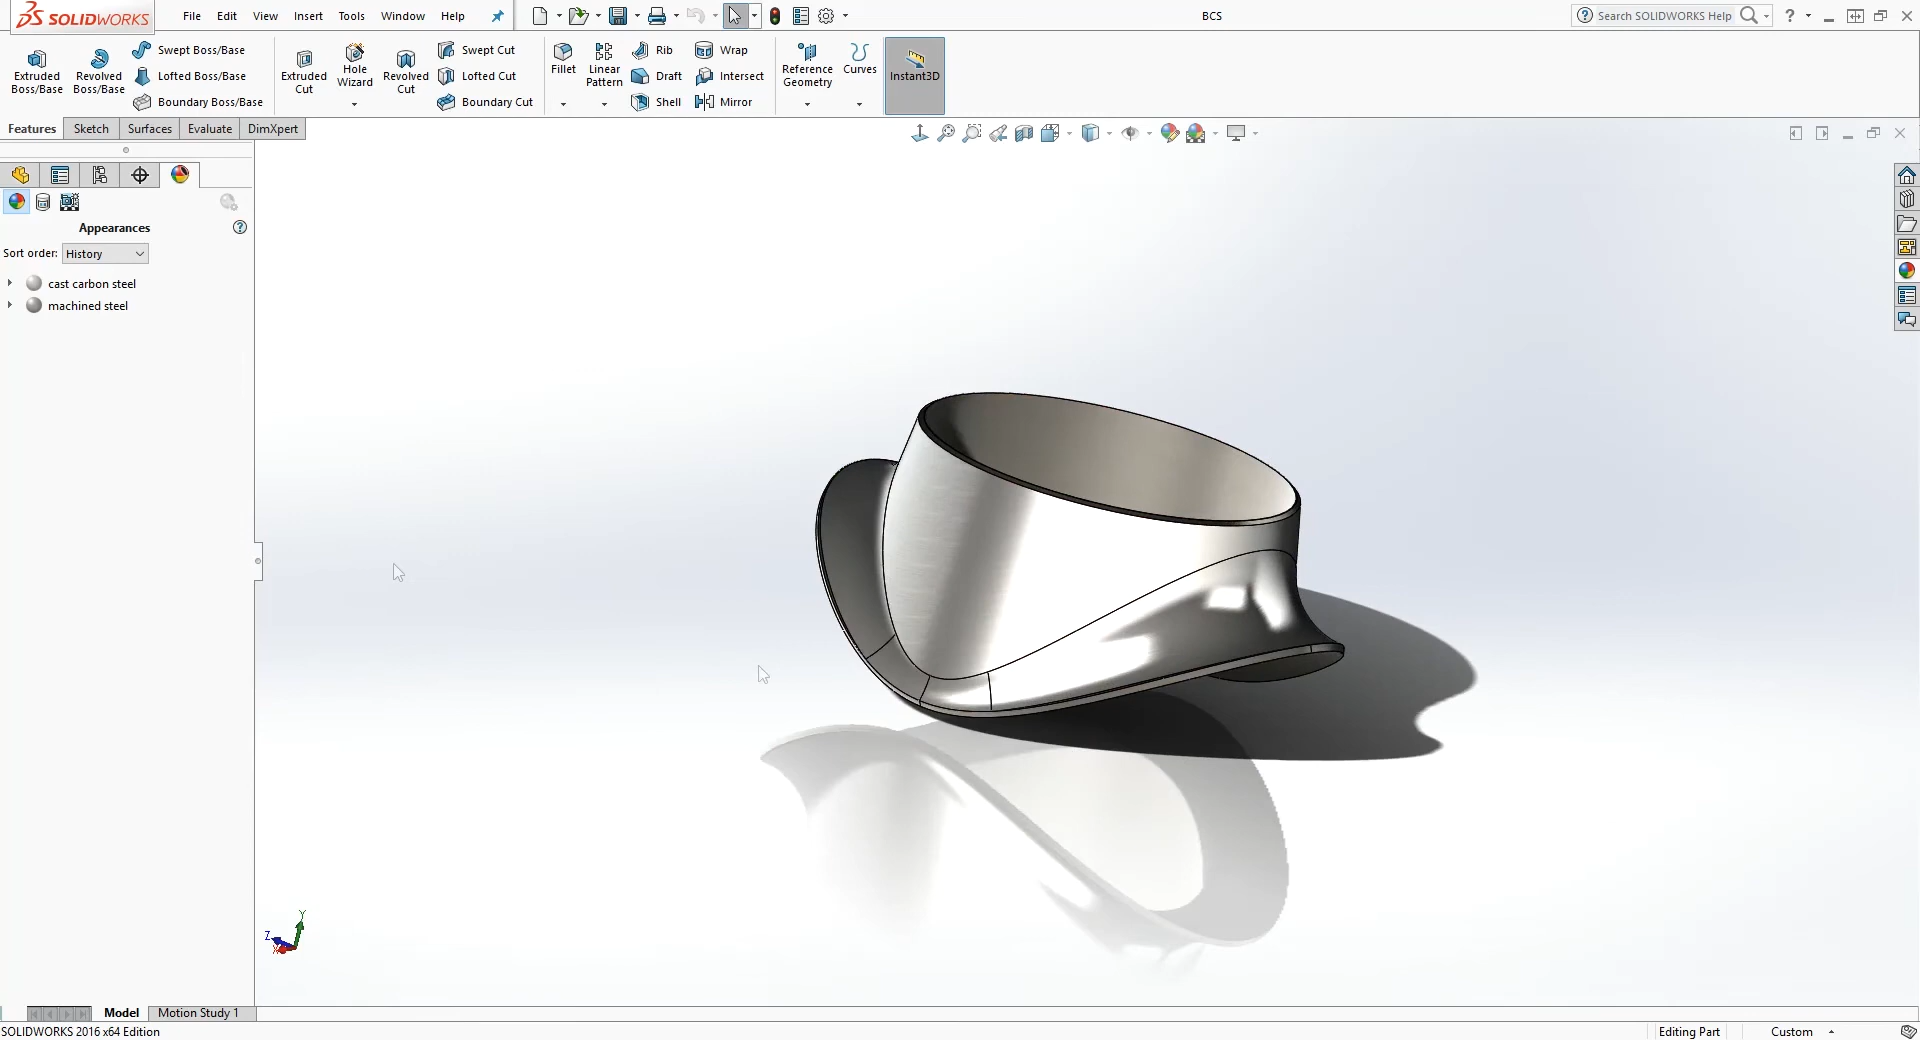 SOLIDWORKS
File Edit View Insert Tools Window Help
BCS
Search SOLIDWORKS Help
Extruded Boss/Base
Revolved Boss/Base
Swept Boss/Base
Lofted Boss/Base
Boundary Boss/Base
Extruded Cut
Hole Wizard
Revolved Cut
Swept Cut
Lofted Cut
Boundary Cut
Fillet
Linear Pattern
Rib
Draft
Shell
Wrap
Intersect
Mirror
Reference Geometry
Curves
Instant3D
Features Sketch Surfaces Evaluate DimXpert
Appearances
Sort order: History
cast carbon steel
machined steel
Y
Z
X
Model Motion Study 1
SOLIDWORKS 2016 x64 Edition
Editing Part
Custom